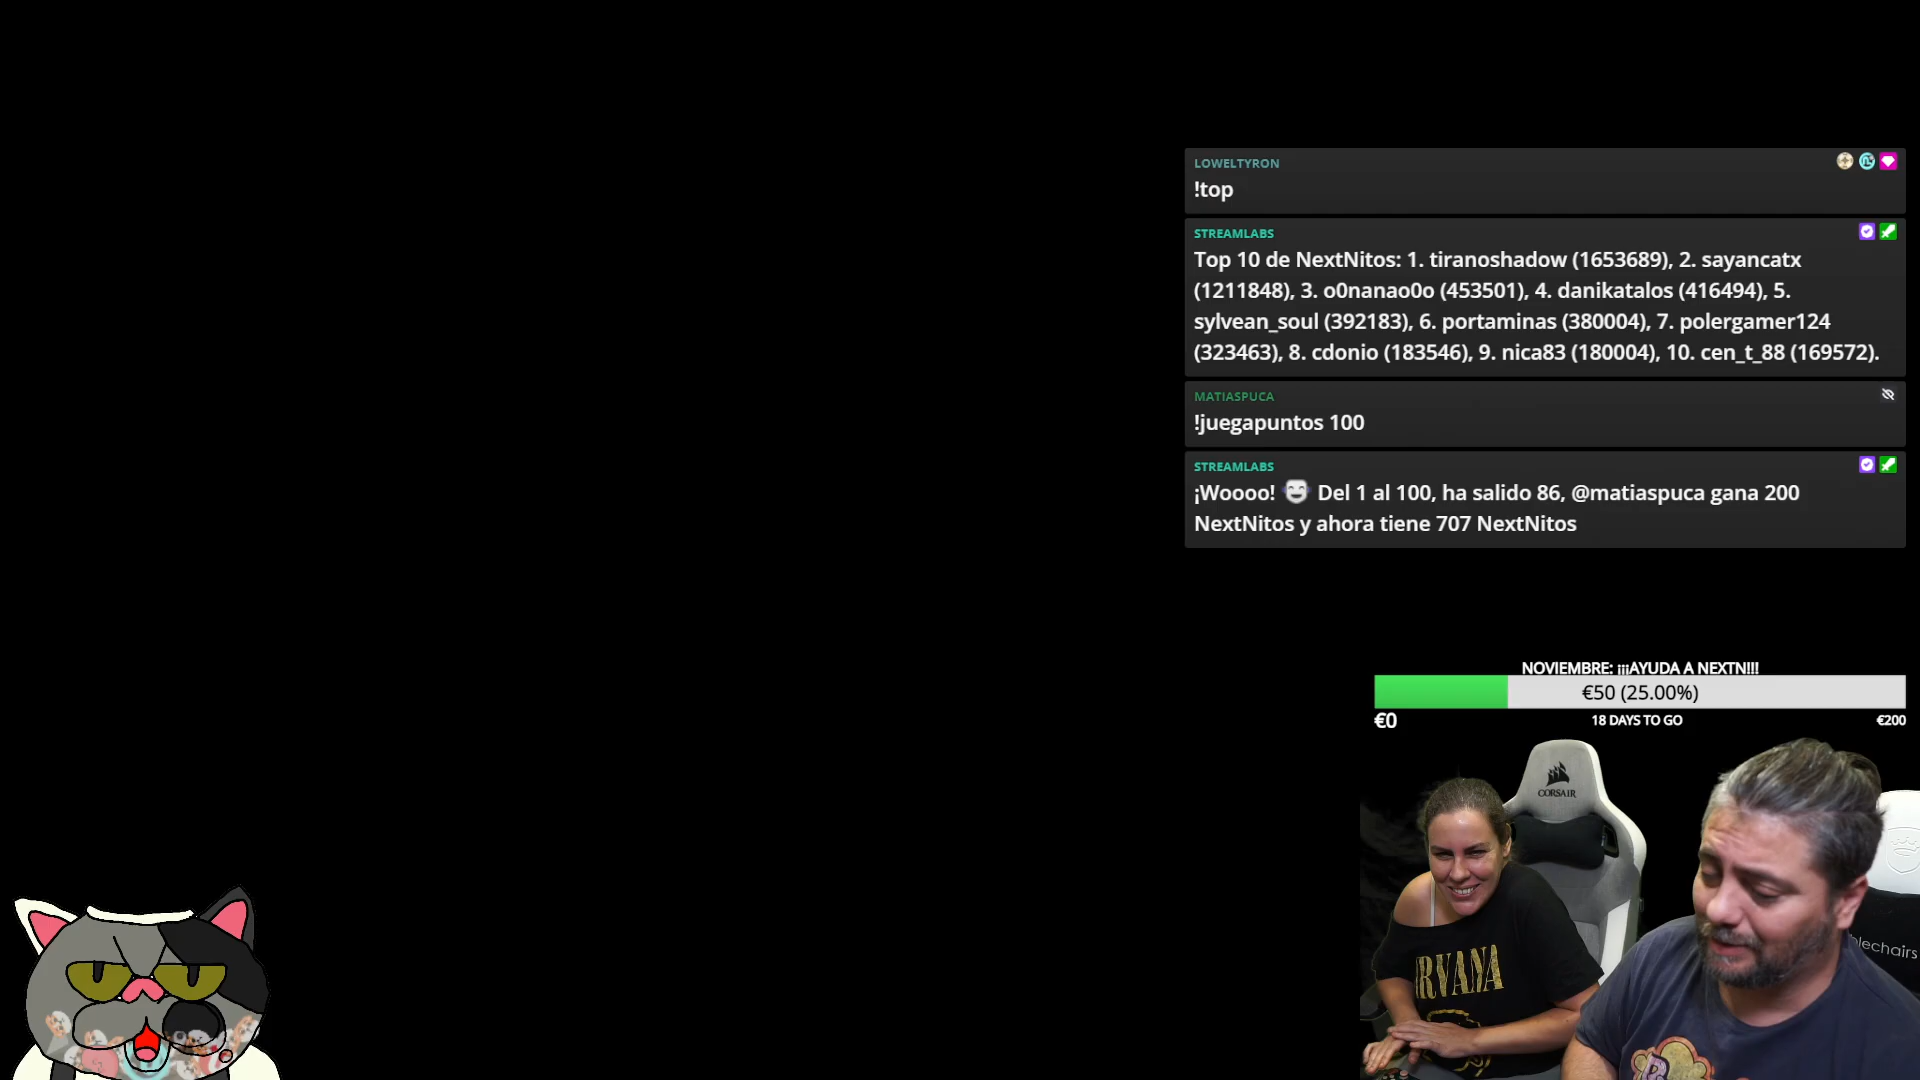 LOWELTYRON
!top
STREAMLABS
Top 10 de NextNitos: 1. tiranoshadow (1653689), 2. sayancatx
(1211848), 3. o0nanao0o (453501), 4. danikatalos (416494), 5.
sylvean_soul (392183), 6. portaminas (380004), 7. polergamer124
(323463), 8. cdonio (183546), 9. nica83 (180004), 10. cen_t_88 (169572).
MATIASPUCA
!juegapuntos 100
STREAMLABS
¡Woooo! Del 1 al 100, ha salido 86, @matiaspuca gana 200
NextNitos y ahora tiene 707 NextNitos
NOVIEMBRE: ¡¡¡AYUDA A NEXTN!!!
€50 (25.00%)
€0 18 DAYS TO GO €200
CORSAIR
RVANA
lechairs